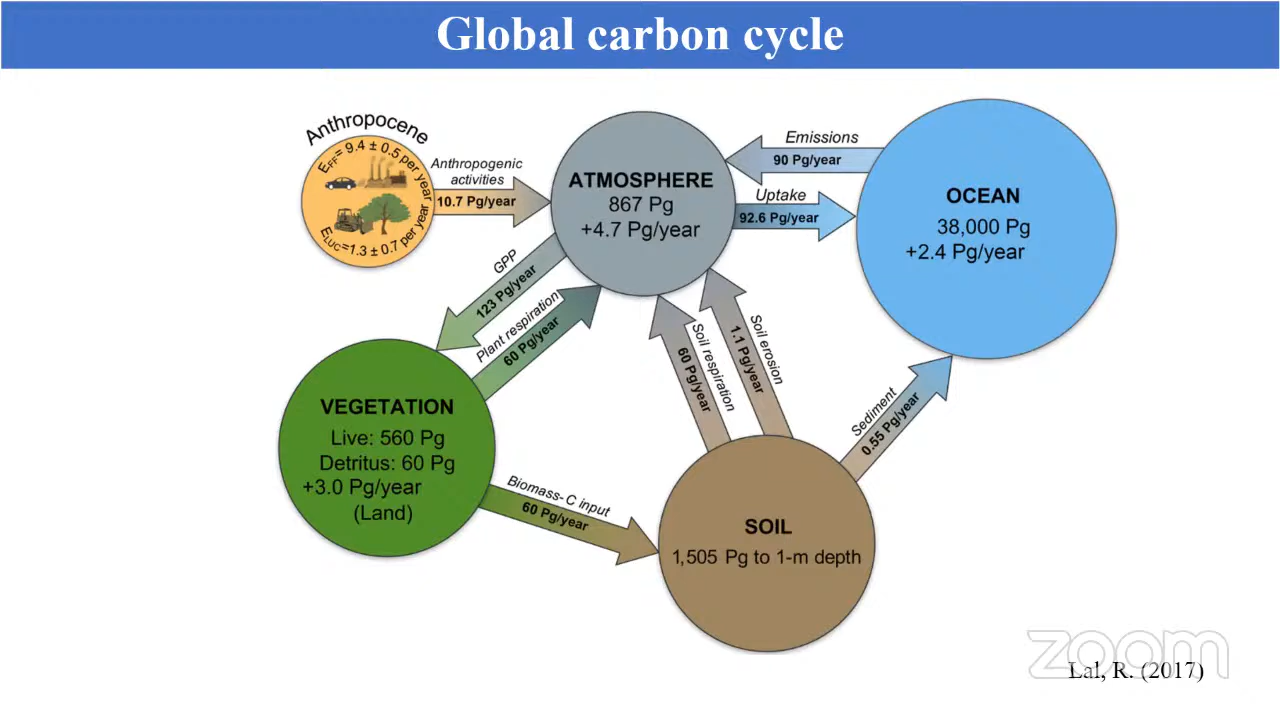 Global carbon cycle
Anthropocene
EFF= 9.4 ± 0.5 per year
ELUC=1.3 ± 0.7 per year
Anthropogenic
activities
10.7 Pg/year
ATMOSPHERE
867 Pg
+4.7 Pg/year
Emissions
90 Pg/year
Uptake
92.6 Pg/year
OCEAN
38,000 Pg
+2.4 Pg/year
GPP
123 Pg/year
Plant respiration
60 Pg/year
Soil respiration
60 Pg/year
Soil erosion
1.1 Pg/year
Sediment
0.55 Pg/year
VEGETATION
Live: 560 Pg
Detritus: 60 Pg
+3.0 Pg/year
(Land)
Biomass-C input
60 Pg/year
SOIL
1,505 Pg to 1-m depth
zoom
Lal, R. (2017)